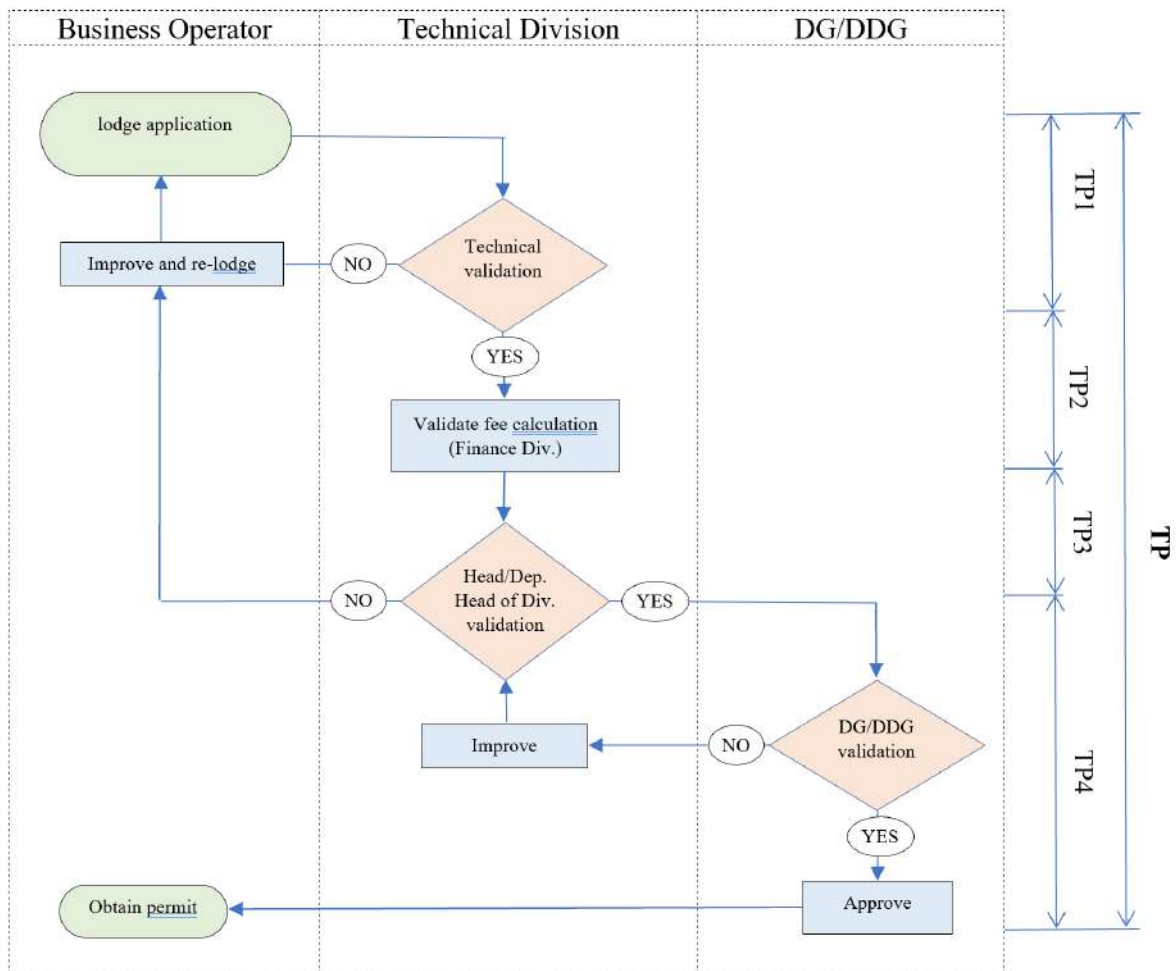 Business Operator
Technical Division
DG/DDG
lodge application
TP1
Technical
validation
NO
Improve and re-lodge
YES
TP2
Validate fee calculation
(Finance Div.)
TP3
TP
Head/Dep.
Head of Div.
validation
NO
YES
DG/DDG
validation
NO
Improve
TP4
YES
Approve
Obtain permit